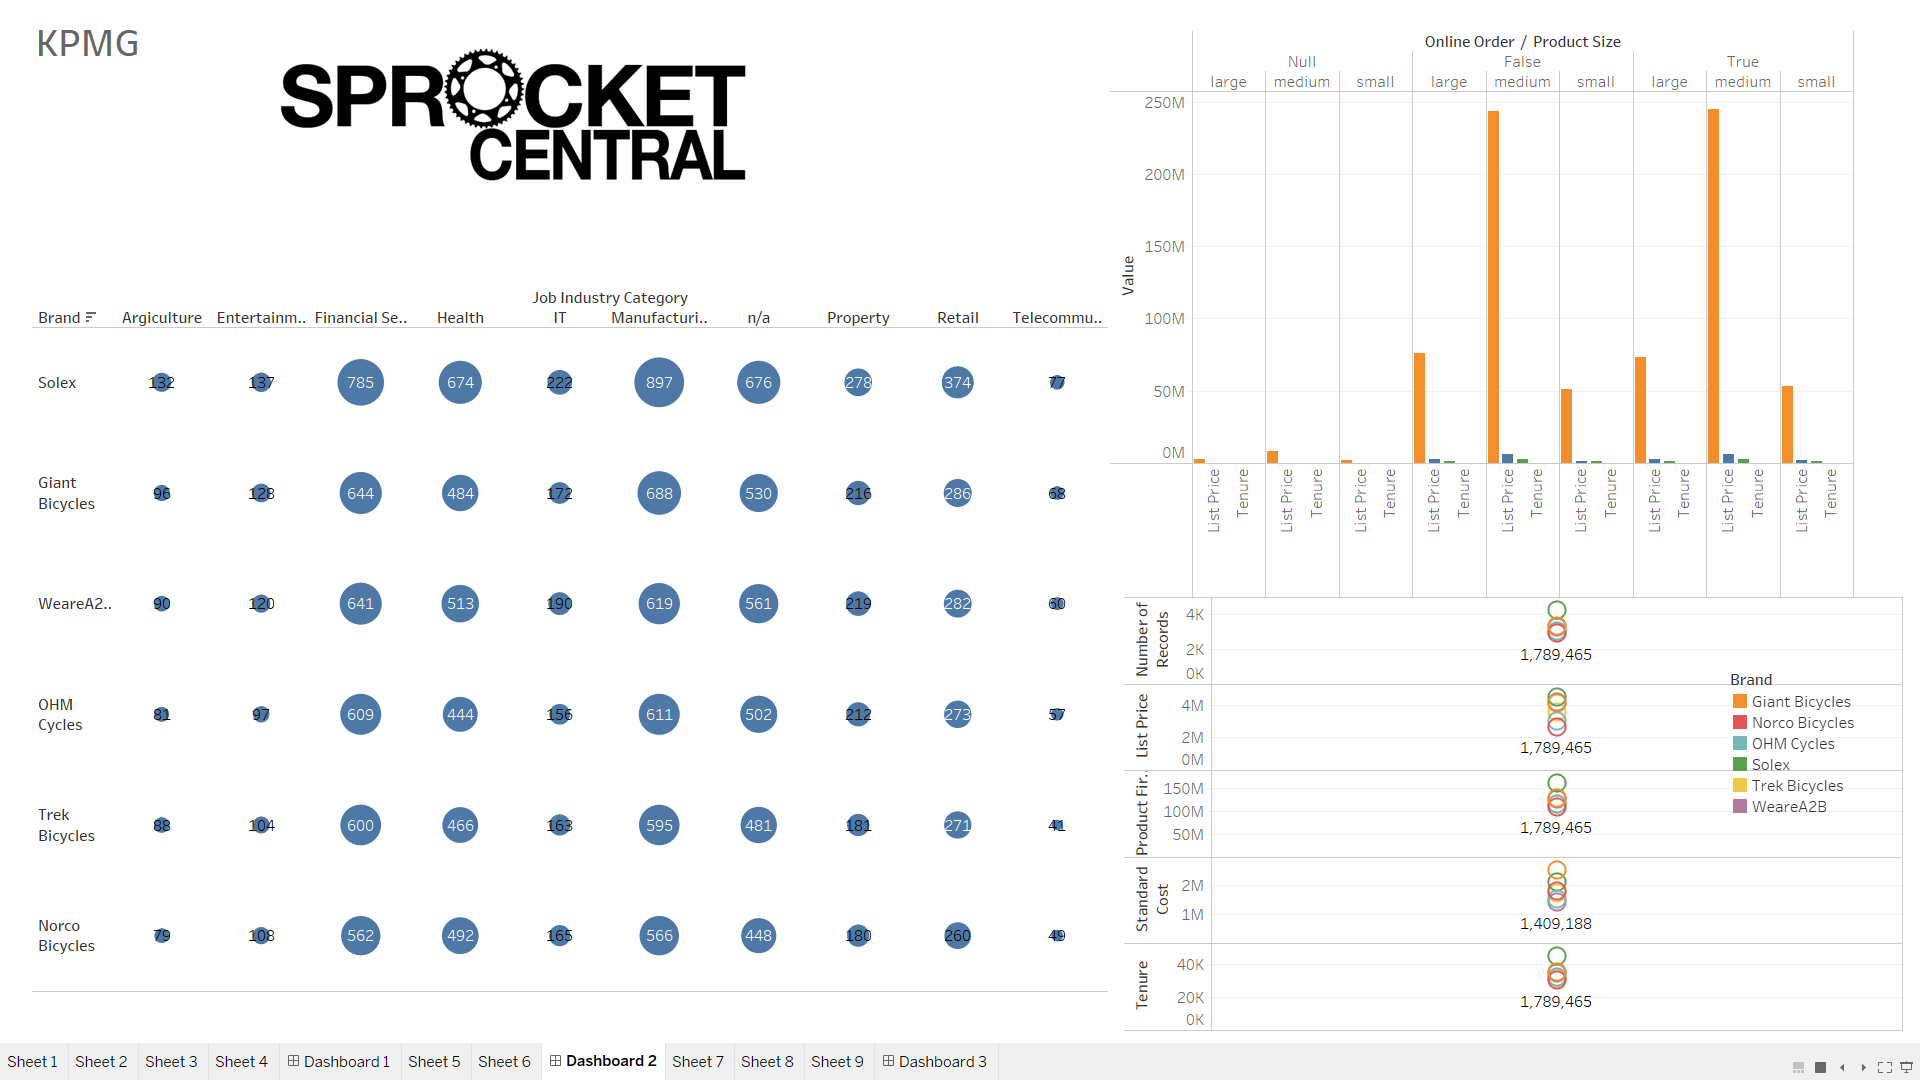 KPMG
SPROCKET
CENTRAL
Job Industry Category
Brand Argiculture Entertainm.. Financial Se.. Health IT Manufacturi.. n/a Property Retail Telecommu..
Solex 132 137 785 674 222 897 676 278 374 77
Giant
Bicycles 96 128 644 484 172 688 530 216 286 68
WeareA2.. 90 120 641 513 190 619 561 219 282 60
OHM
Cycles 81 97 609 444 156 611 502 212 273 57
Trek
Bicycles 88 104 600 466 163 595 481 181 271 41
Norco
Bicycles 79 108 562 492 165 566 448 180 260 49
Online Order / Product Size
Null False True
large medium small large medium small large medium small
250M
200M
150M
100M
50M
0M
Value
List Price Tenure List Price Tenure List Price Tenure List Price Tenure List Price Tenure List Price Tenure List Price Tenure List Price Tenure List Price Tenure
Number of
Records
4K
2K
0K
1,789,465
List Price
4M
2M
0M
1,789,465
Product Fir..
150M
100M
50M
1,789,465
Standard
Cost
2M
1M
1,409,188
Tenure
40K
20K
0K
1,789,465
Brand
Giant Bicycles
Norco Bicycles
OHM Cycles
Solex
Trek Bicycles
WeareA2B
Sheet 1 Sheet 2 Sheet 3 Sheet 4 Dashboard 1 Sheet 5 Sheet 6 Dashboard 2 Sheet 7 Sheet 8 Sheet 9 Dashboard 3